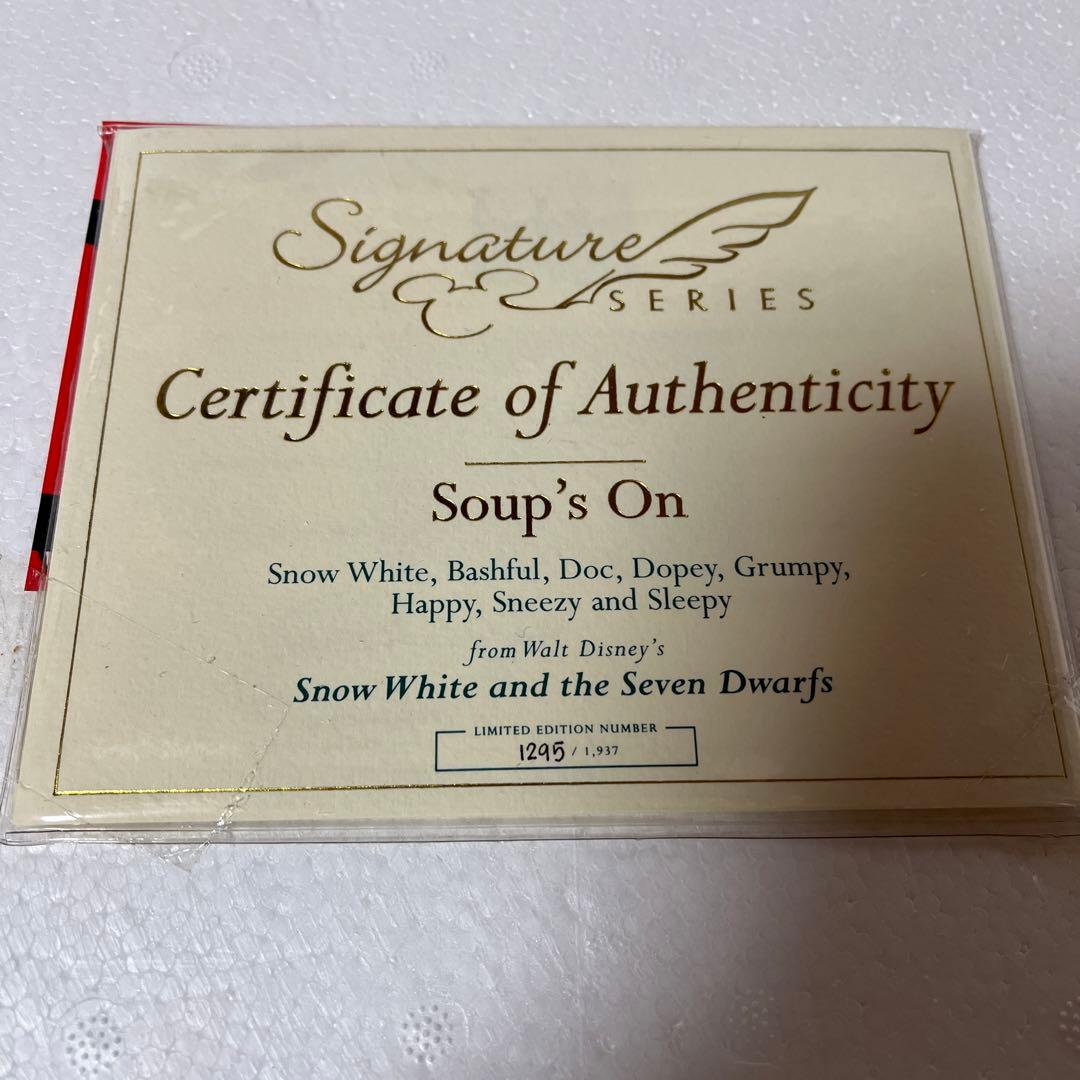 Signature
SERIES
Certificate of Authenticity
Soup's On
Snow White, Bashful, Doc, Dopey, Grumpy,
Happy, Sneezy and Sleepy
from Walt Disney's
Snow White and the Seven Dwarfs
LIMITED EDITION NUMBER
1295 / 1,937